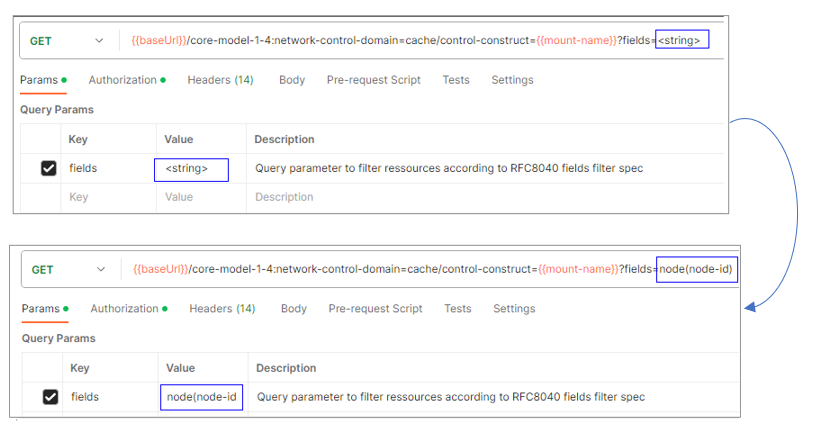 GET {{baseUrl}}/core-model-1-4:network-control-domain=cache/control-construct={{mount-name}}?fields=<string>
Params Authorization Headers (14) Body Pre-request Script Tests Settings
Query Params
Key Value Description
fields <string> Query parameter to filter ressources according to RFC8040 fields filter spec
Key Value Description
GET {{baseUrl}}/core-model-1-4:network-control-domain=cache/control-construct={{mount-name}}?fields=node(node-id)
Params Authorization Headers (14) Body Pre-request Script Tests Settings
Query Params
Key Value Description
fields node(node-id Query parameter to filter ressources according to RFC8040 fields filter spec